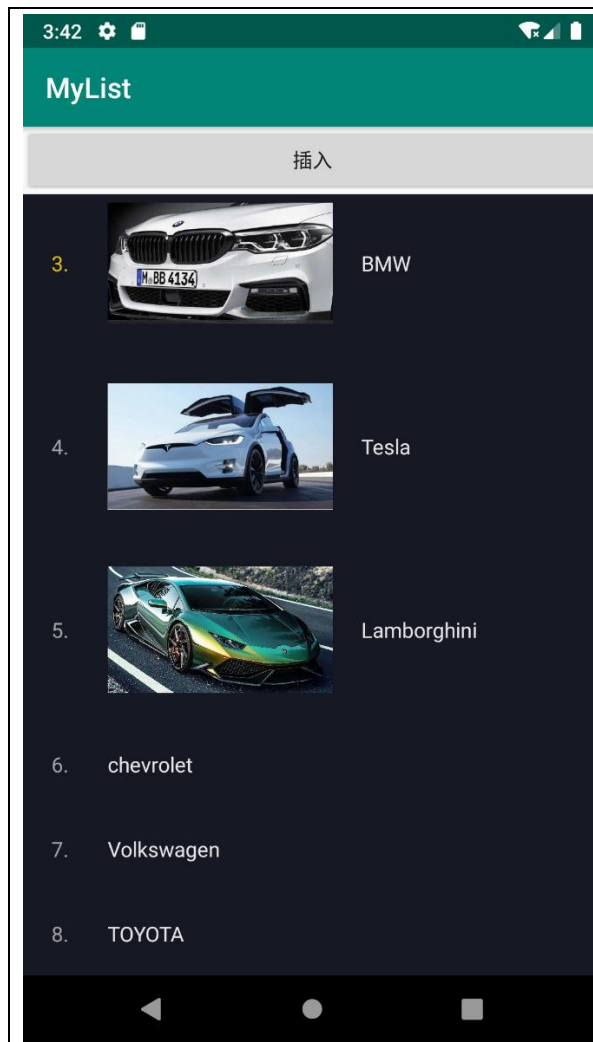 3:42
MyList
插入
3. BMW
M BB 4134
4. Tesla
5. Lamborghini
6. chevrolet
7. Volkswagen
8. TOYOTA